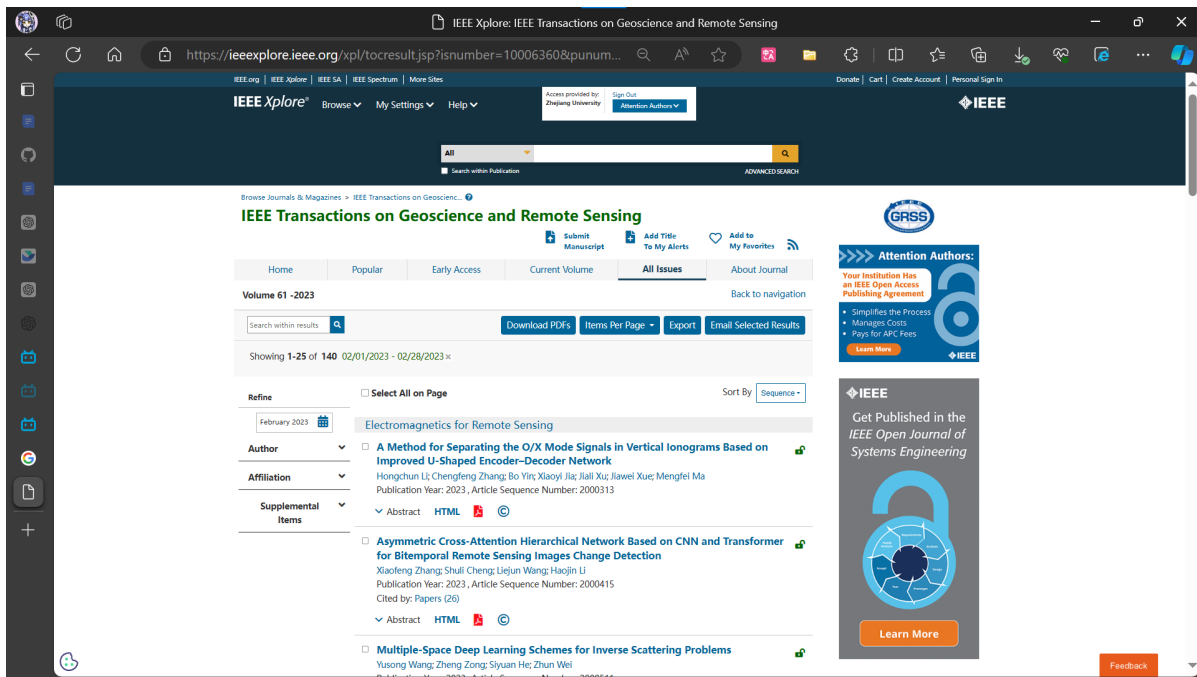 IEEE Xplore: IEEE Transactions on Geoscience and Remote Sensing
https://ieeexplore.ieee.org/xpl/tocresult.jsp?isnumber=10006360&punum...
IEEE.org | IEEE Xplore | IEEE SA | IEEE Spectrum | More Sites
Donate | Cart | Create Account | Personal Sign In
IEEE Xplore®
Browse
My Settings
Help
Access provided by:
Zhejiang University
Sign Out
Attention Authors
IEEE
All
Search within Publication
ADVANCED SEARCH
Browse Journals & Magazines > IEEE Transactions on Geoscienc...
IEEE Transactions on Geoscience and Remote Sensing
Submit
Manuscript
Add Title
To My Alerts
Add to
My Favorites
Home
Popular
Early Access
Current Volume
All Issues
About Journal
Volume 61 -2023
Back to navigation
Search within results
Download PDFs
Items Per Page
Export
Email Selected Results
Showing 1-25 of 140 02/01/2023 - 02/28/2023 ×
Refine
February 2023
Author
Affiliation
Supplemental
Items
Select All on Page
Sort By
Sequence
Electromagnetics for Remote Sensing
A Method for Separating the O/X Mode Signals in Vertical Ionograms Based on
Improved U-Shaped Encoder–Decoder Network
Hongchun Li; Chengfeng Zhang; Bo Yin; Xiaoyi Jia; Jiali Xu; Jiawei Xue; Mengfei Ma
Publication Year: 2023 , Article Sequence Number: 2000313
Abstract
HTML
©
Asymmetric Cross-Attention Hierarchical Network Based on CNN and Transformer
for Bitemporal Remote Sensing Images Change Detection
Xiaofeng Zhang; Shuli Cheng; Liejun Wang; Haojin Li
Publication Year: 2023 , Article Sequence Number: 2000415
Cited by: Papers (26)
Abstract
HTML
©
Multiple-Space Deep Learning Schemes for Inverse Scattering Problems
Yusong Wang; Zheng Zong; Siyuan He; Zhun Wei
GRSS
Attention Authors:
Your Institution Has
an IEEE Open Access
Publishing Agreement
• Simplifies the Process
• Manages Costs
• Pays for APC Fees
Learn More
IEEE
IEEE
Get Published in the
IEEE Open Journal of
Systems Engineering
Learn More
Feedback